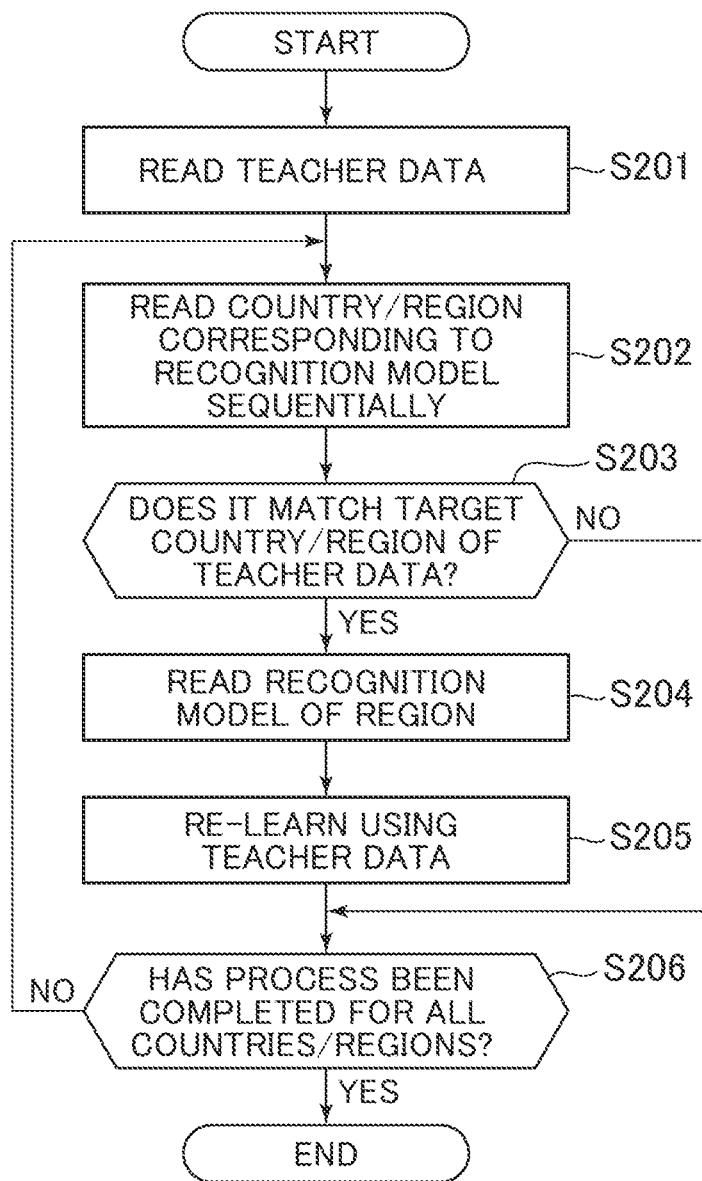 START
READ TEACHER DATA
S201
READ COUNTRY/REGION
CORRESPONDING TO
RECOGNITION MODEL
SEQUENTIALLY
S202
S203
DOES IT MATCH TARGET
COUNTRY/REGION OF
TEACHER DATA?
NO
YES
READ RECOGNITION
MODEL OF REGION
S204
RE-LEARN USING
TEACHER DATA
S205
S206
NO
HAS PROCESS BEEN
COMPLETED FOR ALL
COUNTRIES/REGIONS?
YES
END